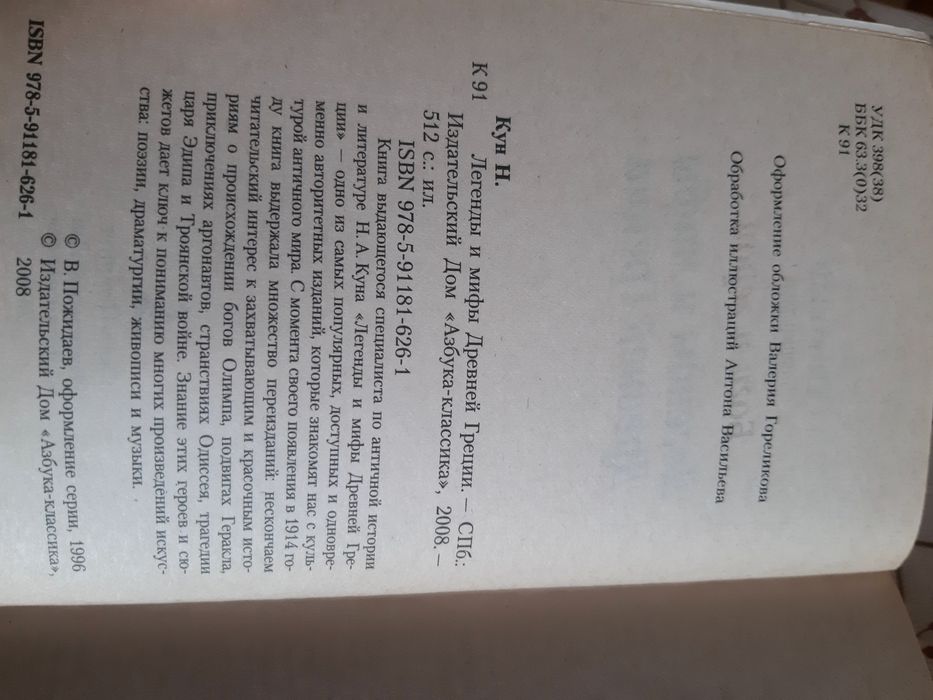 УДК 398(38)
ББК 63.3(0)32
К 91
Оформление обложки Валерия Гореликова
Обработка иллюстраций Антона Васильева
Кун Н.
К 91 Легенды и мифы Древней Греции. — СПб.:
Издательский Дом «Азбука-классика», 2008. —
512 с.: ил.
ISBN 978-5-91181-626-1
Книга выдающегося специалиста по античной истории
и литературе Н. А. Куна «Легенды и мифы Древней Гре-
ции» — одно из самых популярных, доступных и одновре-
менно авторитетных изданий, которые знакомят нас с куль-
турой античного мира. С момента своего появления в 1914 го-
ду книга выдержала множество переизданий: нескончаем
читательский интерес к захватывающим и красочным исто-
риям о происхождении богов Олимпа, подвигах Геракла,
приключениях аргонавтов, странствиях Одиссея, трагедии
царя Эдипа и Троянской войне. Знание этих героев и сю-
жетов дает ключ к пониманию многих произведений искус-
ства: поэзии, драматургии, живописи и музыки.
© В. Пожидаев, оформление серии, 1996
© Издательский Дом «Азбука-классика»,
2008
ISBN 978-5-91181-626-1